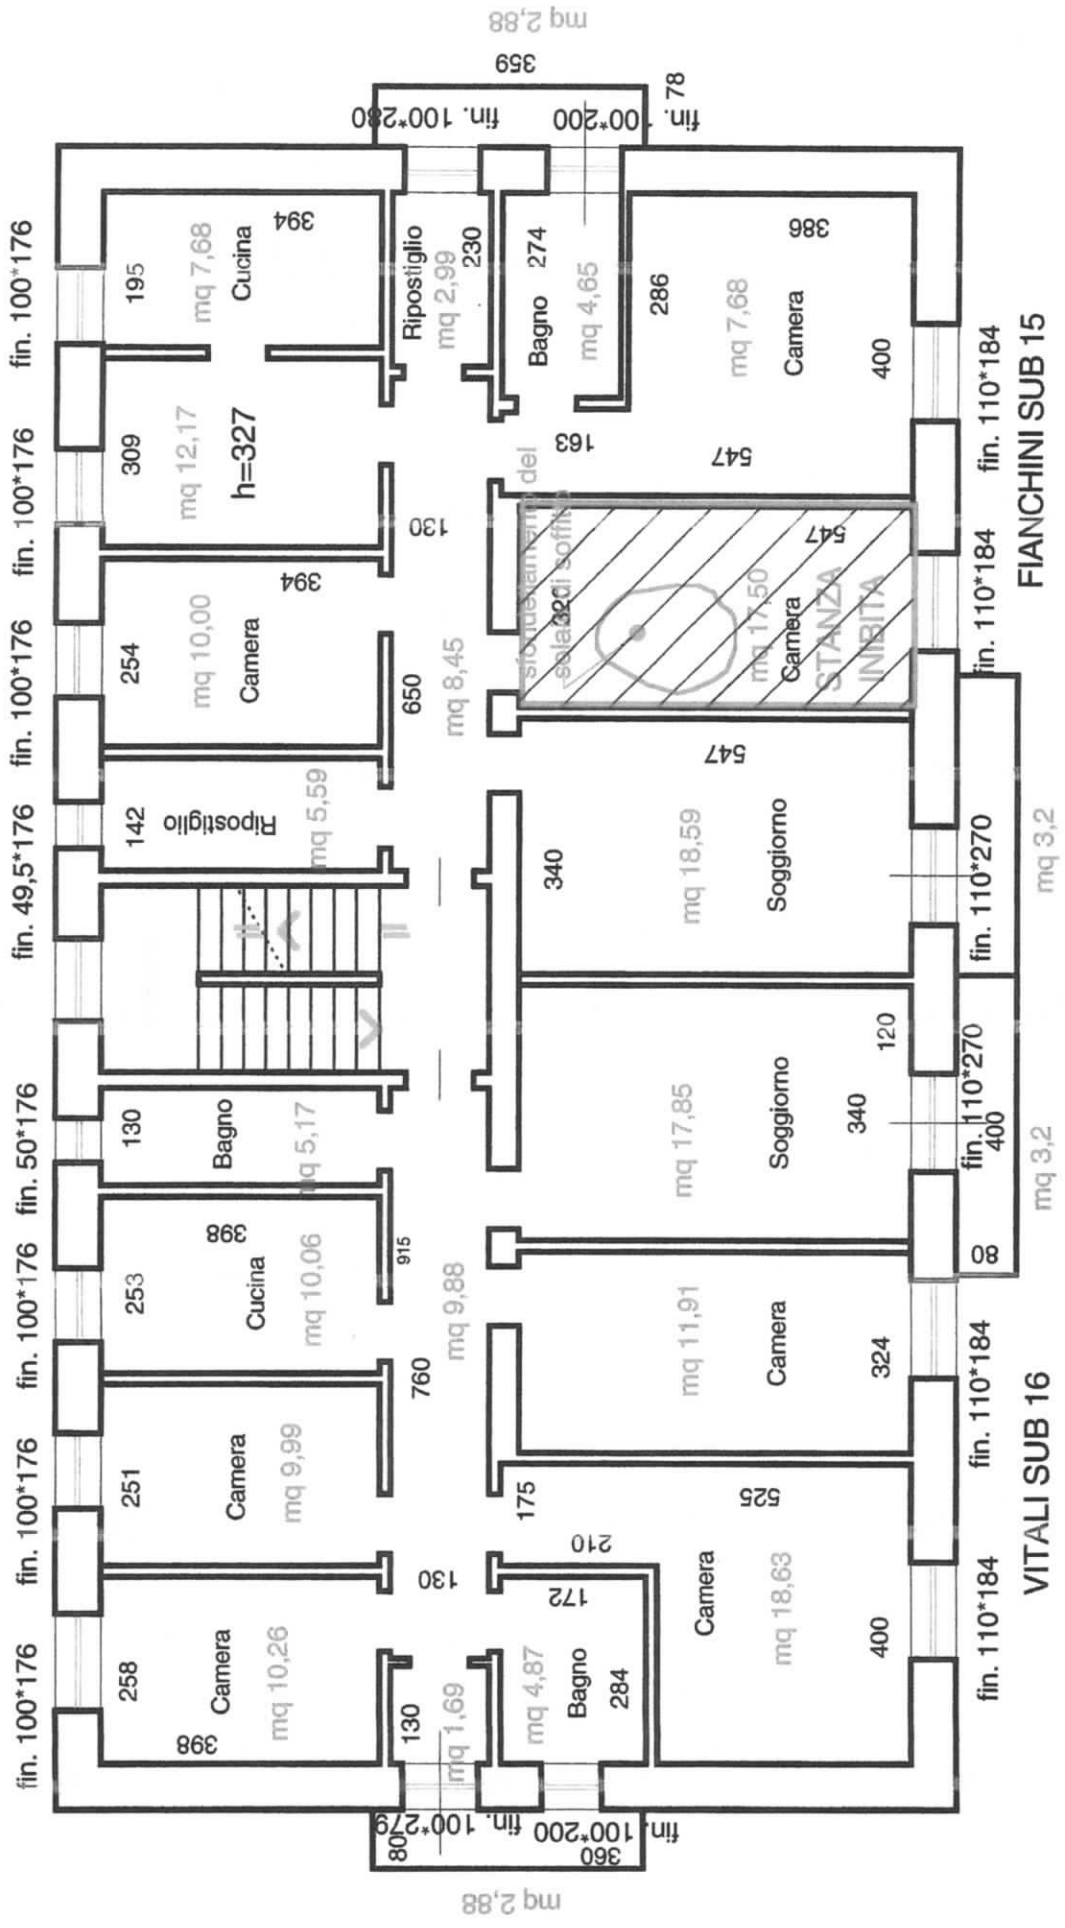 mq 2,88
359
78
fin. 100*280
fin. 100*200
fin. 100*176
195
mq 7,68
Cucina
394
Ripostiglio
mq 2,99
230
274
Bagno
mq 4,65
286
386
mq 7,68
Camera
400
fin. 110*184
FIANCHINI SUB 15
fin. 100*176
309
mq 12,17
h=327
130
163
547
sfondellamento del
solaio di soffitto
320
547
mq 17,50
Camera
STANZA
INIBITA
fin. 110*184
fin. 100*176
254
mq 10,00
Camera
394
650
mq 8,45
547
fin. 49,5*176
142
Ripostiglio
mq 5,59
340
mq 18,59
Soggiorno
fin. 110*270
mq 3,2
fin. 50*176
130
Bagno
mq 5,17
mq 17,85
Soggiorno
340
120
fin. 110*270
400
80
mq 3,2
fin. 100*176
253
398
Cucina
mq 10,06
915
760
mq 9,88
mq 11,91
Camera
324
fin. 110*184
fin. 100*176
251
Camera
mq 9,99
175
210
525
VITALI SUB 16
fin. 100*176
258
398
Camera
mq 10,26
130
130
mq 1,69
172
mq 4,87
Bagno
284
Camera
mq 18,63
400
fin. 110*184
fin. 100*279
80
fin. 100*200
360
mq 2,88